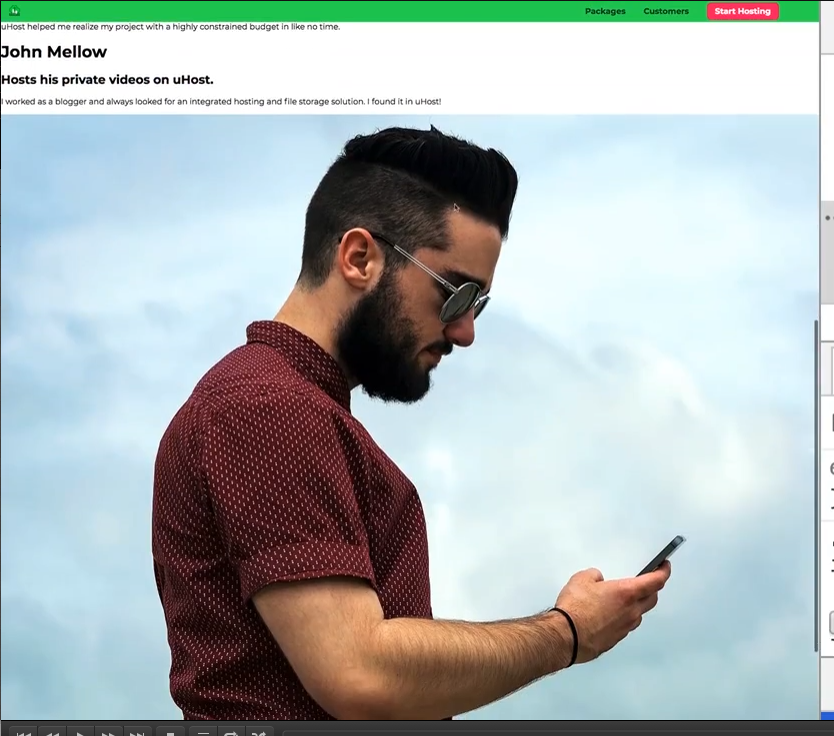 Packages Customers Start Hosting
uHost helped me realize my project with a highly constrained budget in like no time.
John Mellow
Hosts his private videos on uHost.
I worked as a blogger and always looked for an integrated hosting and file storage solution. I found it in uHost!